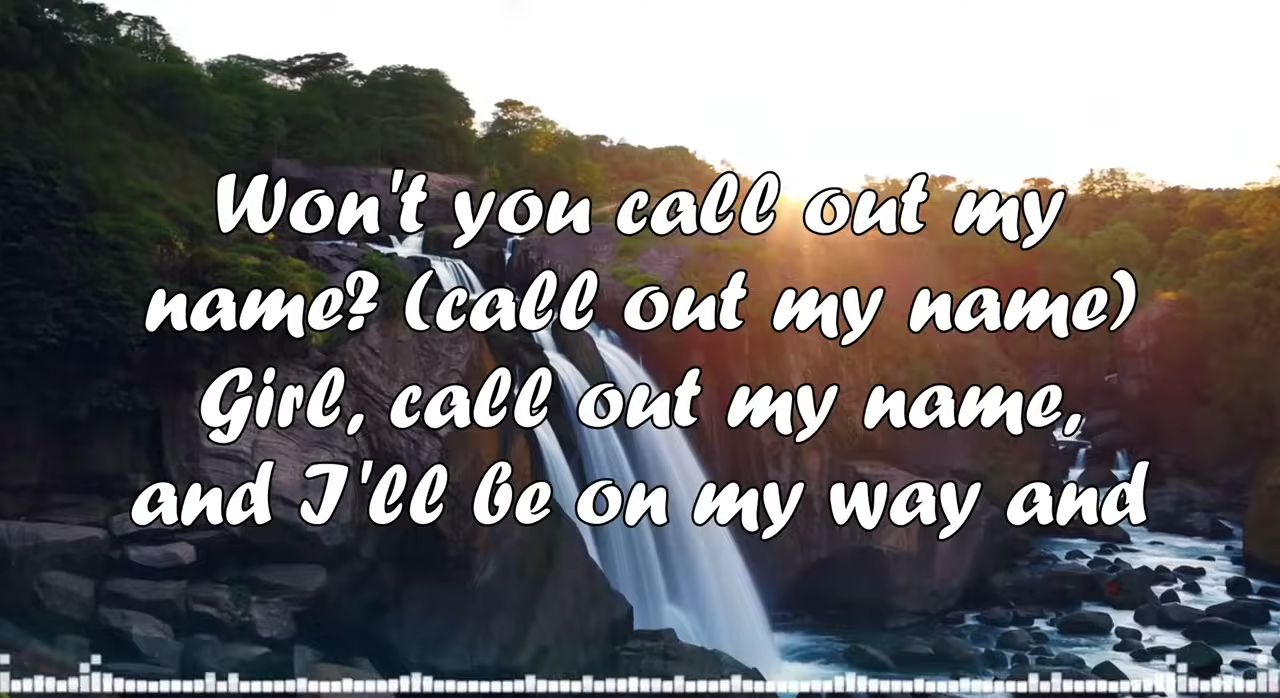 Won't you call out my
name? (call out my name)
Girl, call out my name,
and I'll be on my way and